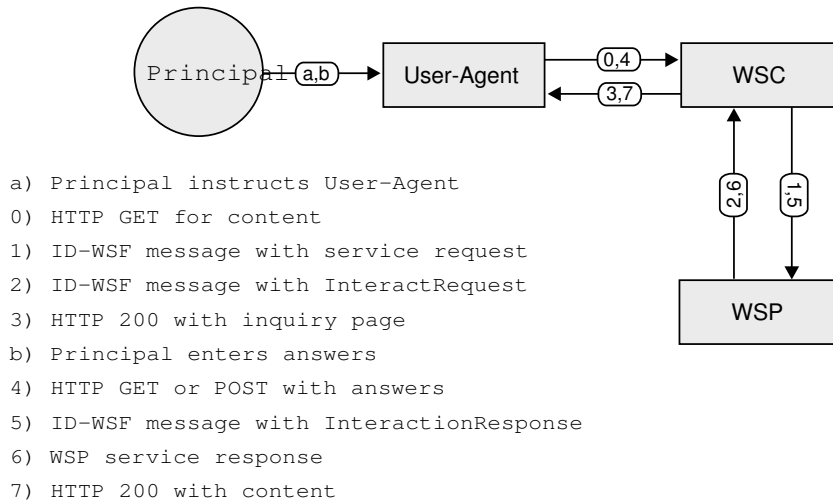 Principal
a,b
User-Agent
0,4
3,7
WSC
2,6
1,5
WSP
a) Principal instructs User-Agent
0) HTTP GET for content
1) ID-WSF message with service request
2) ID-WSF message with InteractRequest
3) HTTP 200 with inquiry page
b) Principal enters answers
4) HTTP GET or POST with answers
5) ID-WSF message with InteractionResponse
6) WSP service response
7) HTTP 200 with content